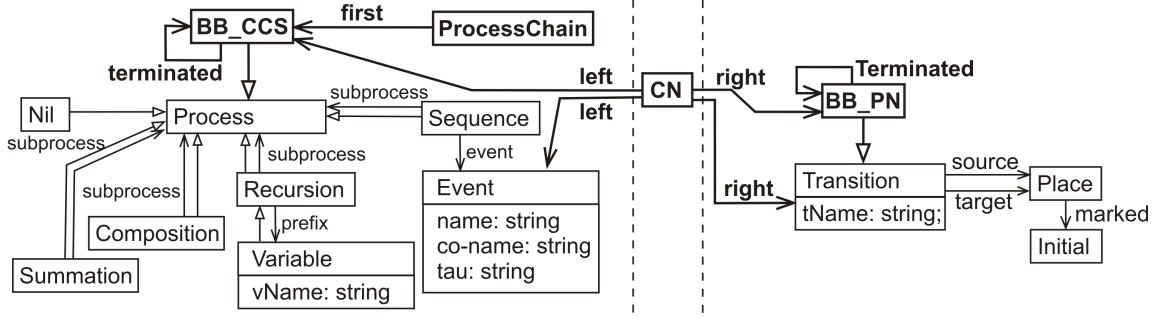 BB_CCS
first
ProcessChain
terminated
left
left
CN
right
right
Terminated
BB_PN
Nil
Process
subprocess
Sequence
subprocess
event
subprocess
subprocess
Recursion
prefix
Composition
Summation
Variable
vName: string
Event
name: string
co-name: string
tau: string
Transition
tName: string;
source
target
Place
marked
Initial